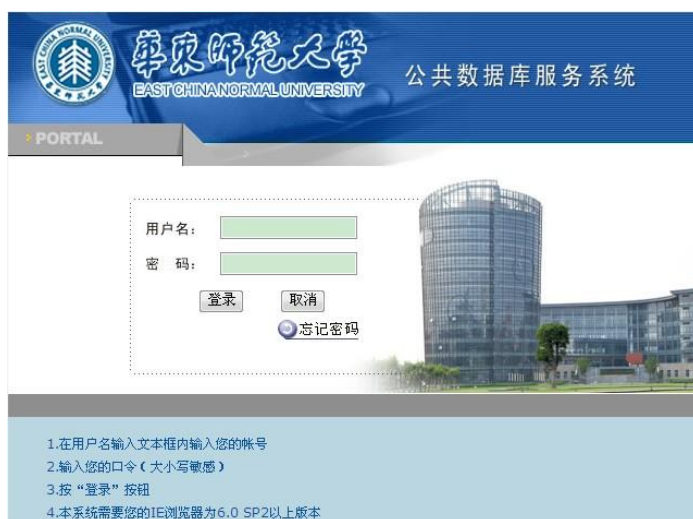 EAST CHINA NORMAL UNIVERSITY
華東師範大學
EAST CHINA NORMAL UNIVERSITY
公共数据库服务系统
PORTAL
用户名：
密 码：
登录 取消
忘记密码
1.在用户名输入文本框内输入您的帐号
2.输入您的口令（大小写敏感）
3.按“登录”按钮
4.本系统需要您的IE浏览器为6.0 SP2以上版本